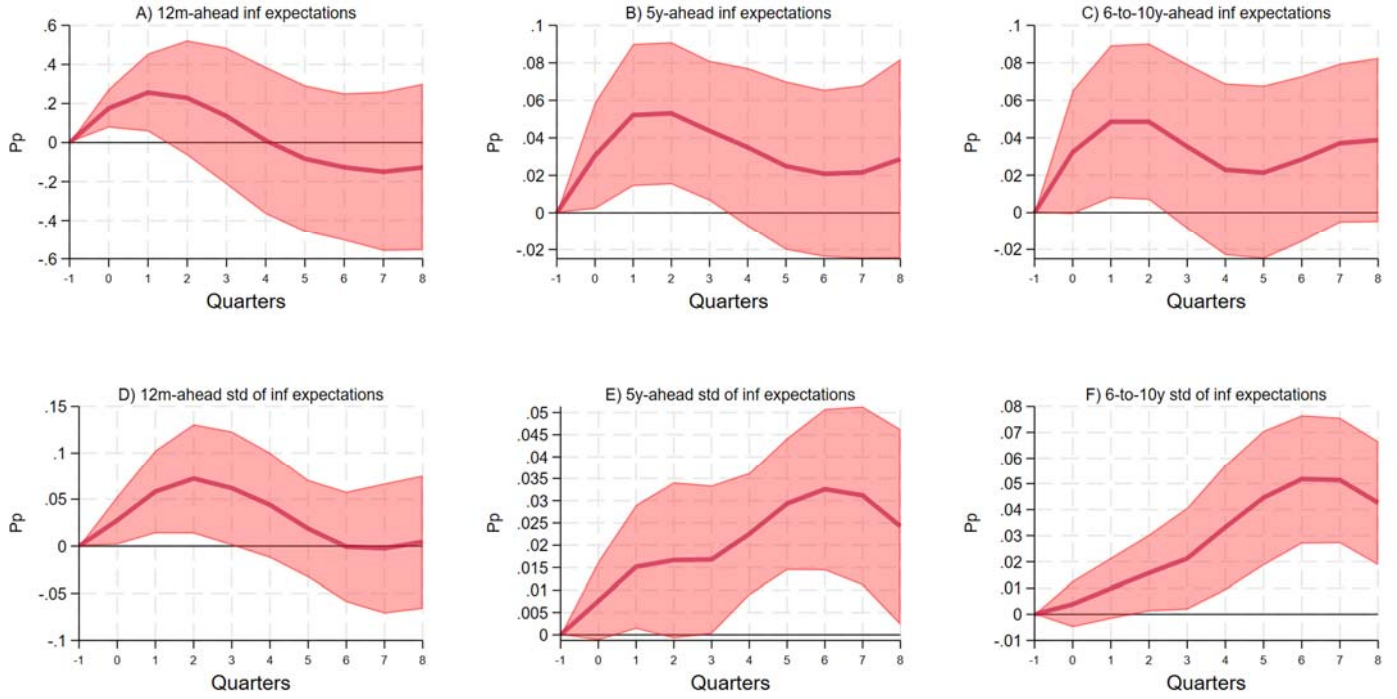 A) 12m-ahead inf expectations
.6
.4
.2
0
-.2
-.4
-.6
Pp
-1 0 1 2 3 4 5 6 7 8
Quarters
B) 5y-ahead inf expectations
.1
.08
.06
.04
.02
0
-.02
Pp
-1 0 1 2 3 4 5 6 7 8
Quarters
C) 6-to-10y-ahead inf expectations
.1
.08
.06
.04
.02
0
-.02
Pp
-1 0 1 2 3 4 5 6 7 8
Quarters
D) 12m-ahead std of inf expectations
.15
.1
.05
0
-.05
-.1
Pp
-1 0 1 2 3 4 5 6 7 8
Quarters
E) 5y-ahead std of inf expectations
.05
.045
.04
.035
.03
.025
.02
.015
.01
.005
0
Pp
-1 0 1 2 3 4 5 6 7 8
Quarters
F) 6-to-10y std of inf expectations
.08
.07
.06
.05
.04
.03
.02
.01
0
-.01
Pp
-1 0 1 2 3 4 5 6 7 8
Quarters